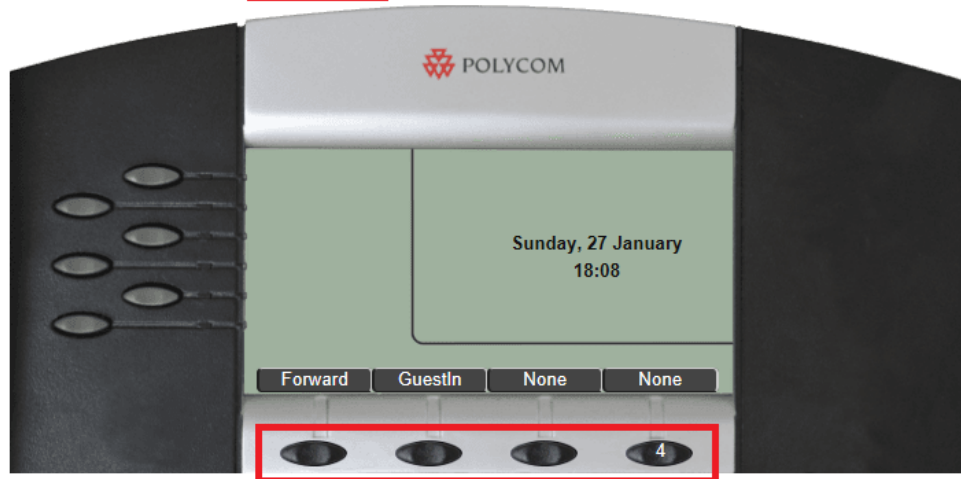 POLYCOM
Sunday, 27 January
18:08
Forward GuestIn None None
4